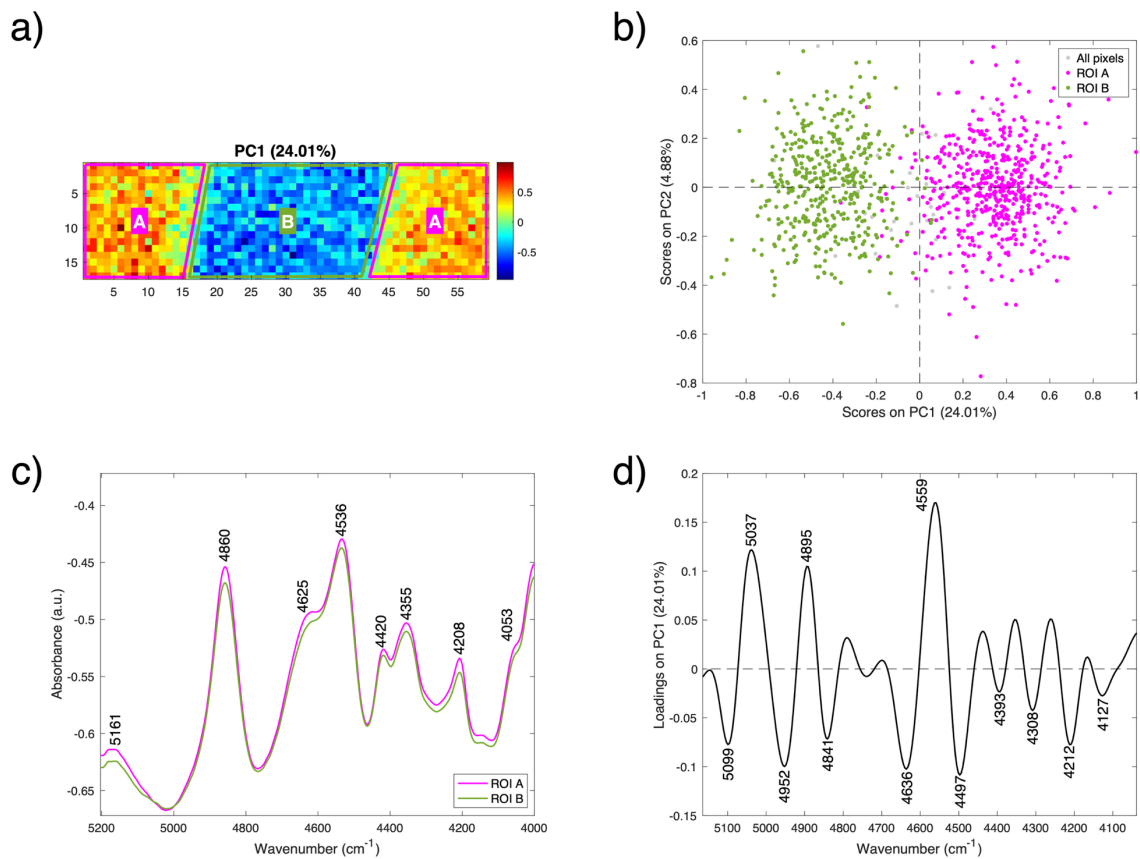 a)
PC1 (24.01%)
5
10
15
A
B
A
0.5
0
-0.5
5 10 15 20 25 30 35 40 45 50 55
b)
0.6
0.4
0.2
0
-0.2
-0.4
-0.6
-0.8
Scores on PC2 (4.88%)
All pixels
ROI A
ROI B
-1 -0.8 -0.6 -0.4 -0.2 0 0.2 0.4 0.6 0.8 1
Scores on PC1 (24.01%)
c)
-0.4
-0.45
-0.5
-0.55
-0.6
-0.65
Absorbance (a.u.)
5161
4860
4625
4536
4420
4355
4208
4053
ROI A
ROI B
5200 5000 4800 4600 4400 4200 4000
Wavenumber (cm-1)
d)
0.2
0.15
0.1
0.05
0
-0.05
-0.1
-0.15
Loadings on PC1 (24.01%)
5099
5037
4952
4895
4841
4636
4559
4497
4393
4308
4212
4127
5100 5000 4900 4800 4700 4600 4500 4400 4300 4200 4100
Wavenumber (cm-1)